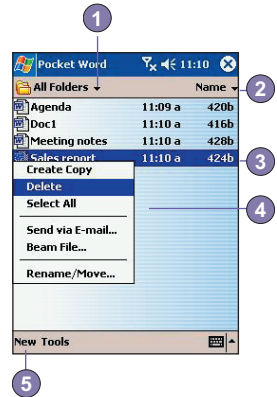 1
Pocket Word 11:10
All Folders Name
2
Agenda 11:09 a 420b
Doc1 11:10 a 416b
Meeting notes 11:10 a 428b
Sales report 11:10 a 424b
3
Create Copy
Delete
Select All
4
Send via E-mail...
Beam File...
Rename/Move...
New Tools
5